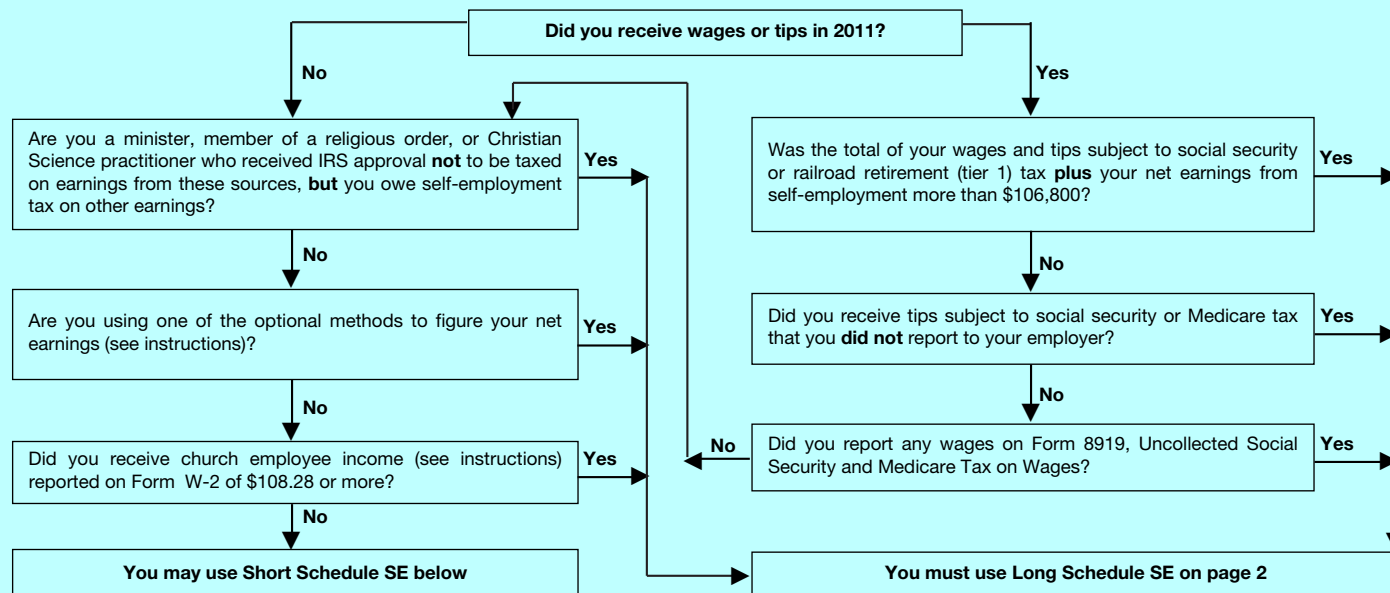 Did you receive wages or tips in 2011?
No
Yes
Are you a minister, member of a religious order, or Christian
Science practitioner who received IRS approval not to be taxed
on earnings from these sources, but you owe self-employment
tax on other earnings?
Yes
No
Are you using one of the optional methods to figure your net
earnings (see instructions)?
Yes
No
Did you receive church employee income (see instructions)
reported on Form W-2 of $108.28 or more?
Yes
No
You may use Short Schedule SE below
Was the total of your wages and tips subject to social security
or railroad retirement (tier 1) tax plus your net earnings from
self-employment more than $106,800?
Yes
No
Did you receive tips subject to social security or Medicare tax
that you did not report to your employer?
Yes
No
No
Did you report any wages on Form 8919, Uncollected Social
Security and Medicare Tax on Wages?
Yes
You must use Long Schedule SE on page 2